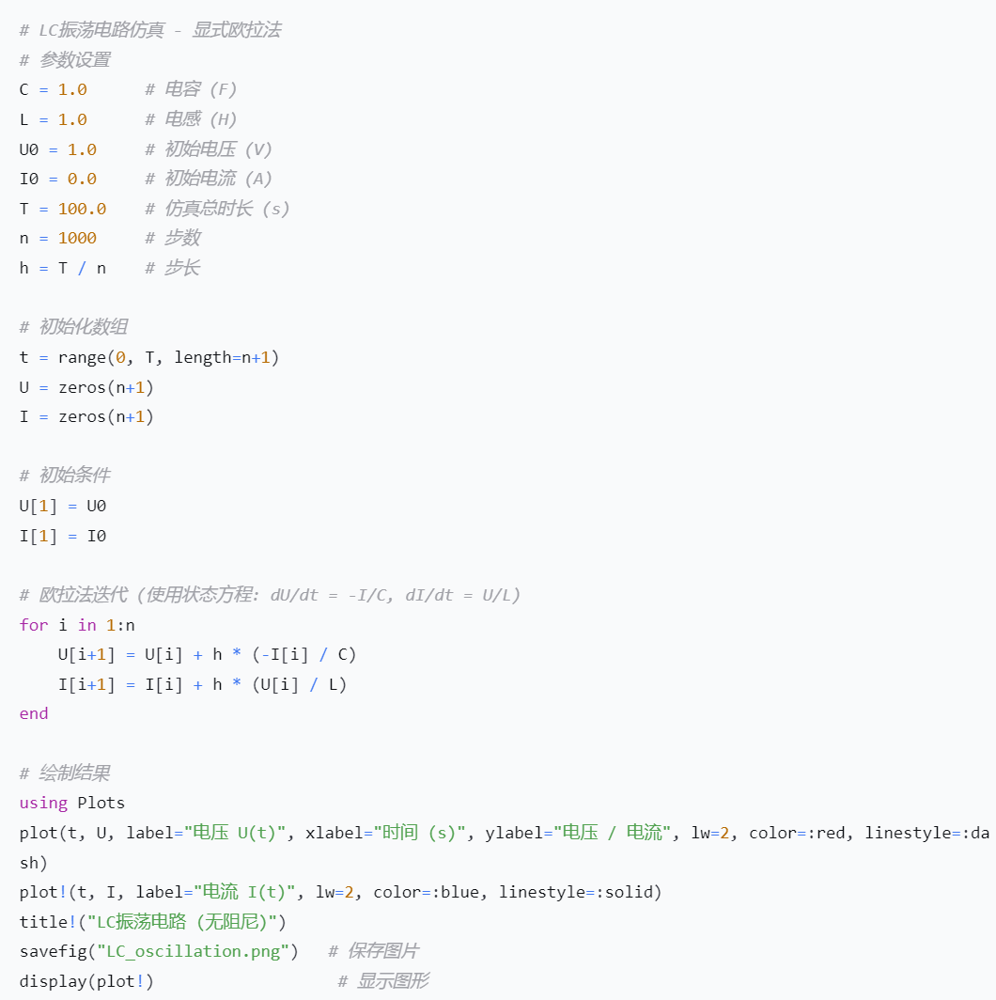 # LC振荡电路仿真 - 显式欧拉法
# 参数设置
C = 1.0      # 电容 (F)
L = 1.0      # 电感 (H)
U0 = 1.0     # 初始电压 (V)
I0 = 0.0     # 初始电流 (A)
T = 100.0    # 仿真总时长 (s)
n = 1000     # 步数
h = T / n    # 步长

# 初始化数组
t = range(0, T, length=n+1)
U = zeros(n+1)
I = zeros(n+1)

# 初始条件
U[1] = U0
I[1] = I0

# 欧拉法迭代 (使用状态方程: dU/dt = -I/C, dI/dt = U/L)
for i in 1:n
    U[i+1] = U[i] + h * (-I[i] / C)
    I[i+1] = I[i] + h * (U[i] / L)
end

# 绘制结果
using Plots
plot(t, U, label="电压 U(t)", xlabel="时间 (s)", ylabel="电压 / 电流", lw=2, color=:red, linestyle=:da
sh)
plot!(t, I, label="电流 I(t)", lw=2, color=:blue, linestyle=:solid)
title!("LC振荡电路 (无阻尼)")
savefig("LC_oscillation.png")   # 保存图片
display(plot!)                   # 显示图形